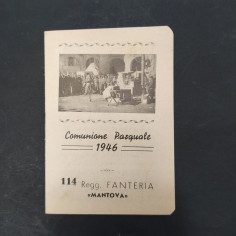 Comunione Pasquale
1946
114 Regg. FANTERIA
«MANTOVA»